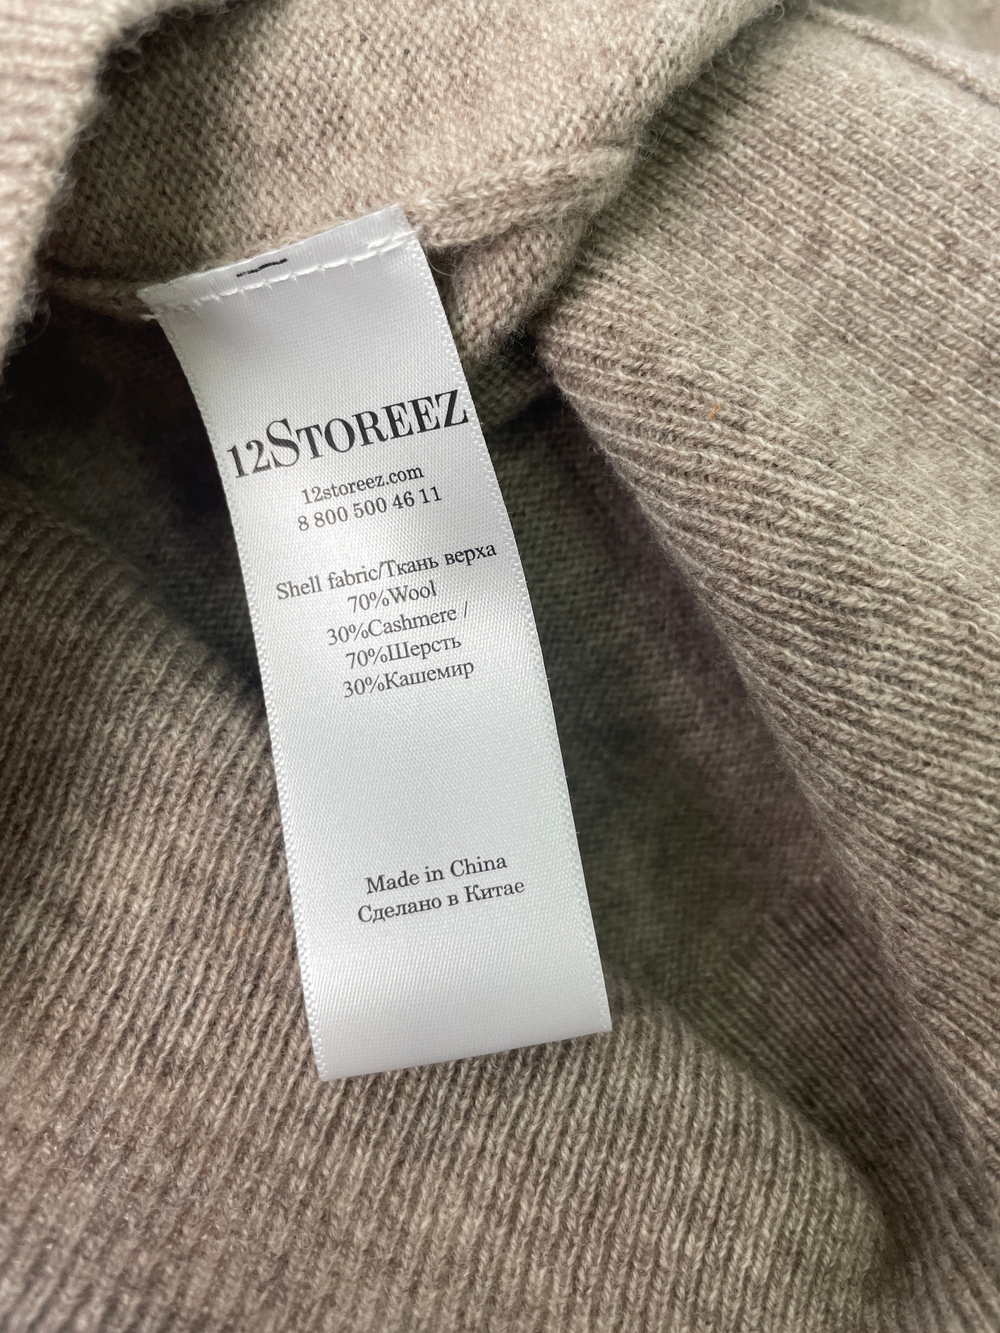 12STOREEZ
12storeez.com
8 800 500 46 11
Shell fabric/Ткань верха
70%Wool
30%Cashmere /
70%Шерсть
30%Кашемир
Made in China
Сделано в Китае